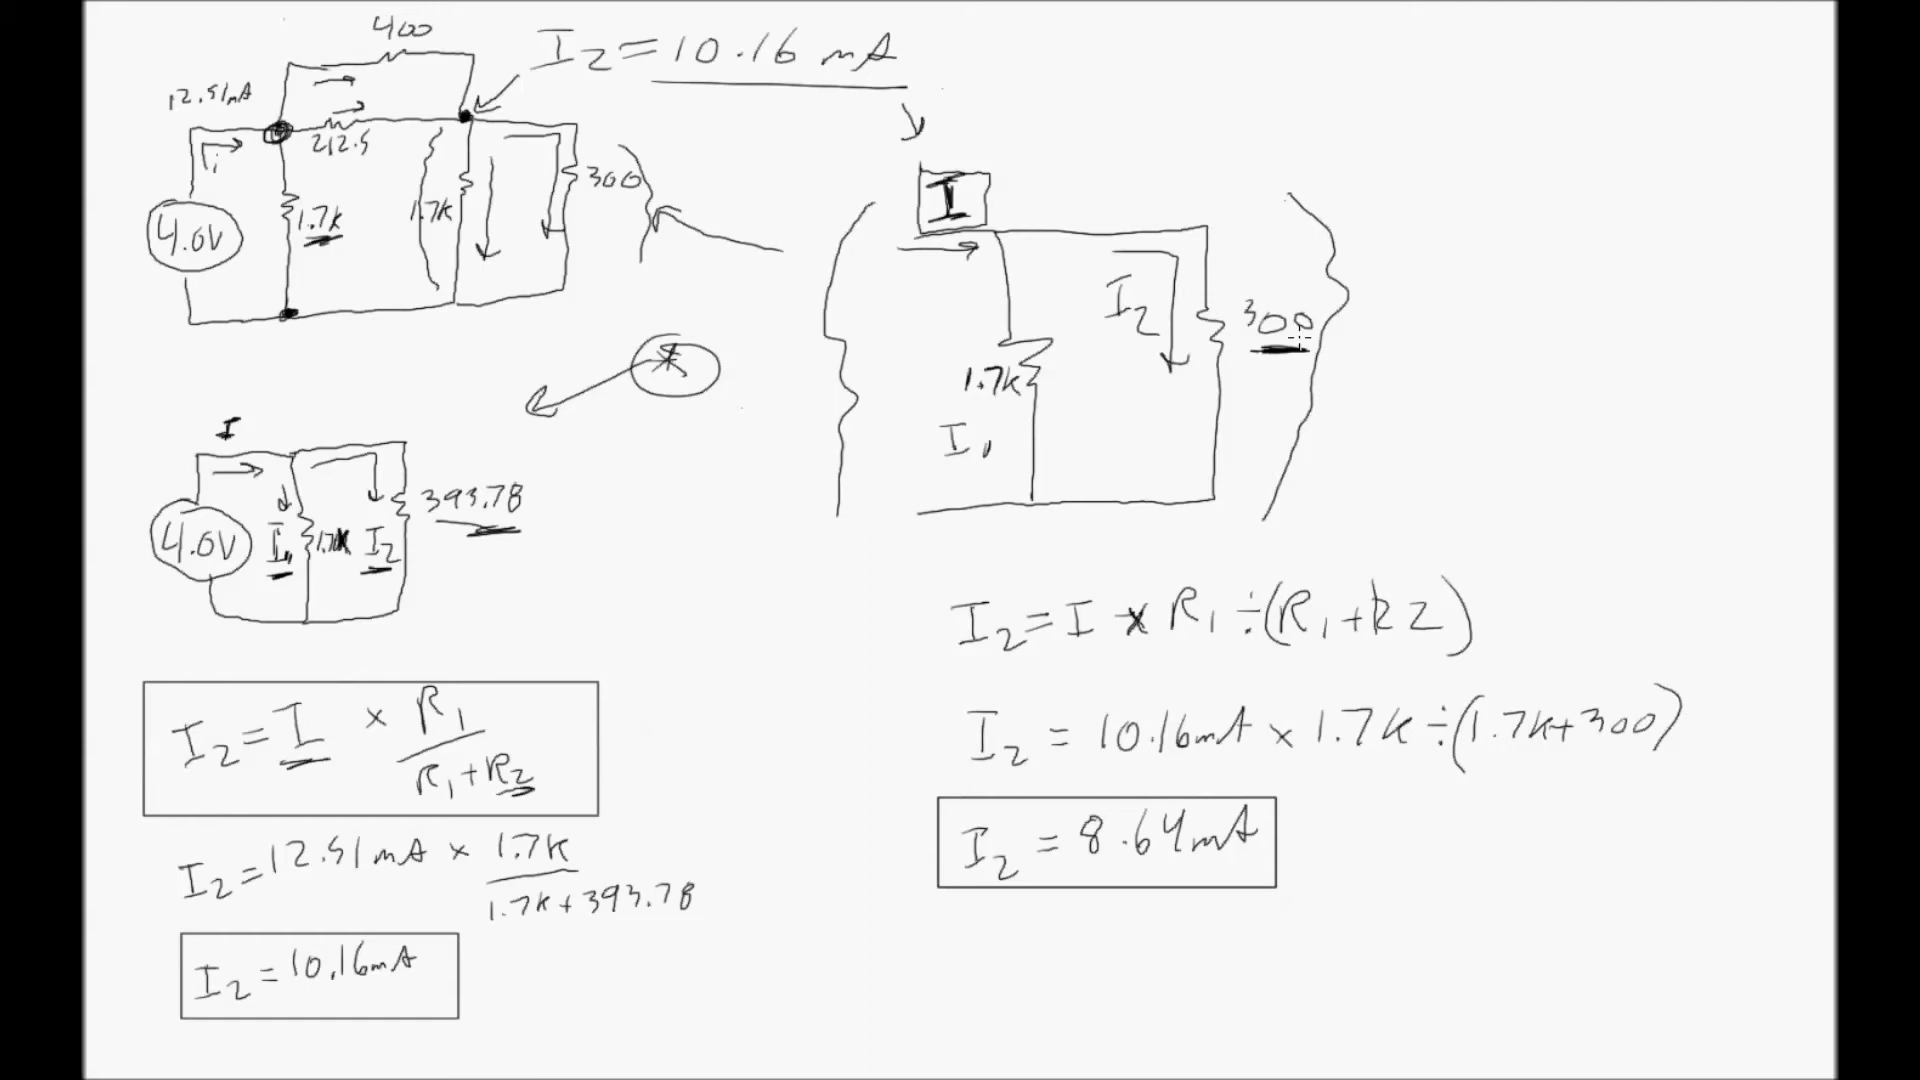 400
I2 = 10.16 mA
12.51mA
212.5
i
300
1.7k
1.7k
4.0V
I
I2
300
1.7k
I1
*
I
393.78
4.0V
I1
1.7k
I2
I2 = I × R1 ÷ (R1 + R2)
I2 = I × R1 / R1 + R2
I2 = 10.16mA × 1.7k ÷ (1.7k + 300)
I2 = 12.51mA × 1.7k / 1.7k + 393.78
I2 = 8.64mA
I2 = 10.16mA